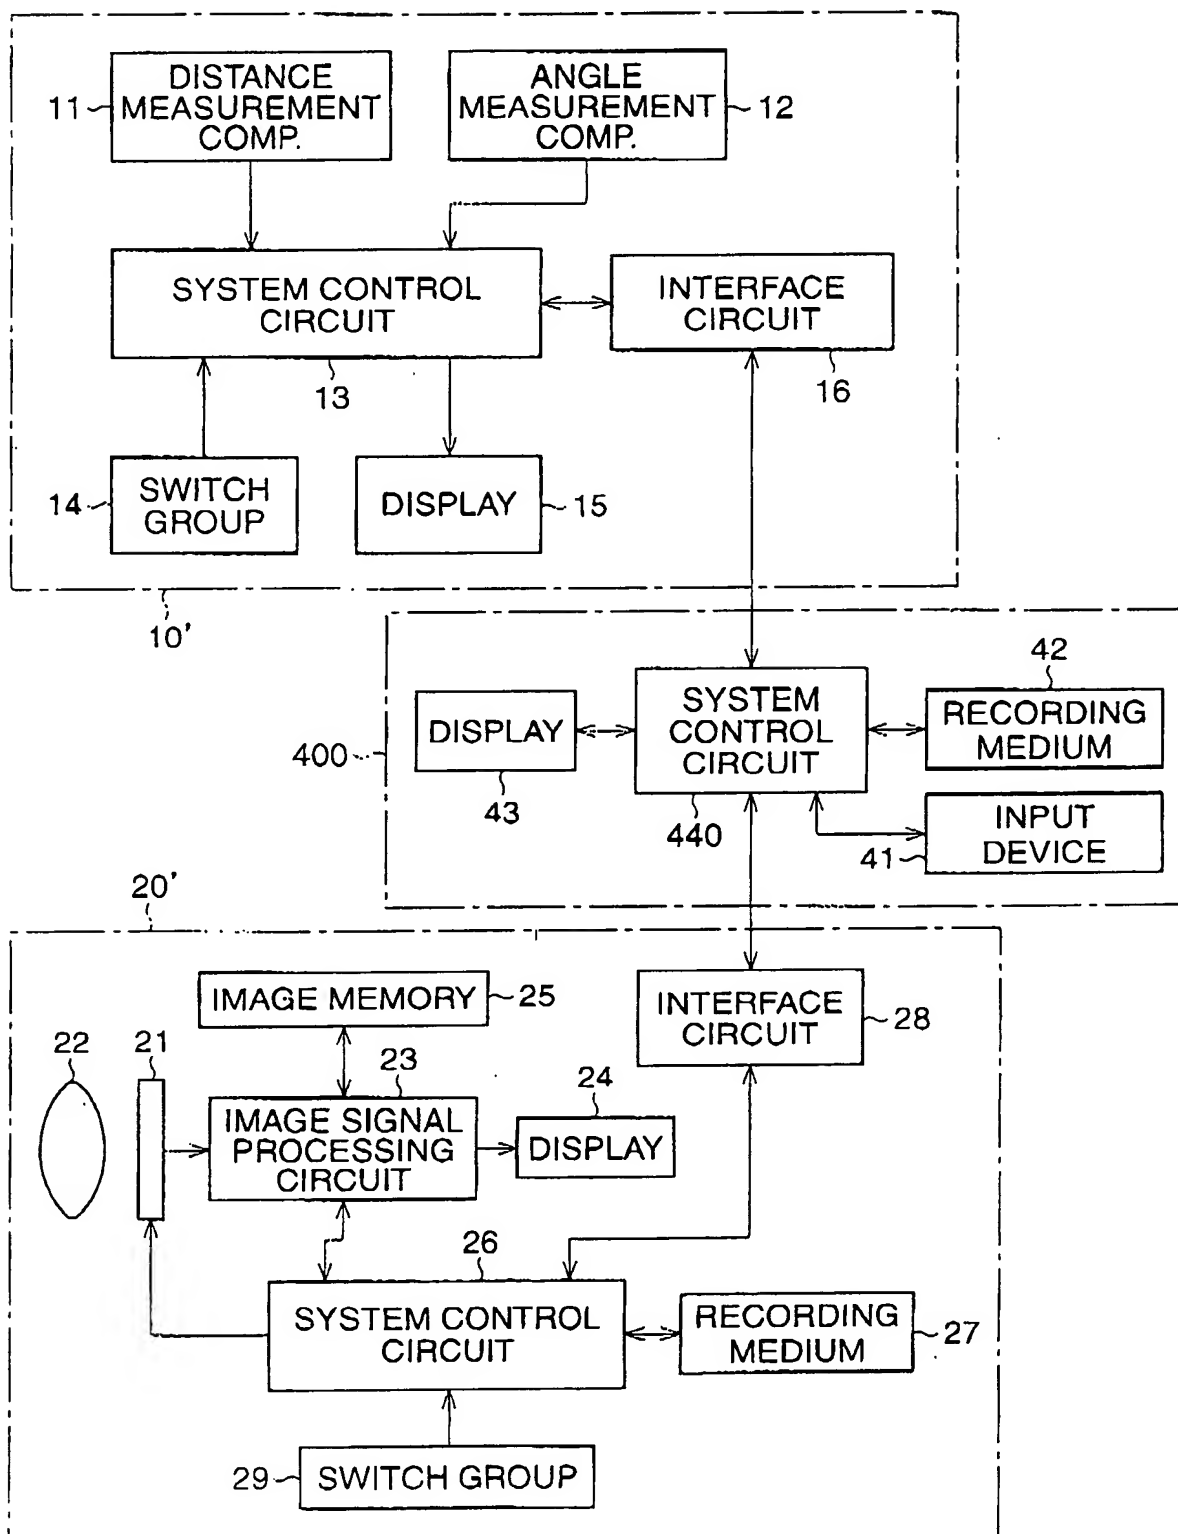 DISTANCE
MEASUREMENT
COMP.
11
ANGLE
MEASUREMENT
COMP.
12
SYSTEM CONTROL
CIRCUIT
13
INTERFACE
CIRCUIT
16
14
SWITCH
GROUP
DISPLAY
15
10'
400
DISPLAY
43
SYSTEM
CONTROL
CIRCUIT
440
42
RECORDING
MEDIUM
41
INPUT
DEVICE
20'
IMAGE MEMORY
25
INTERFACE
CIRCUIT
28
22
21
23
IMAGE SIGNAL
PROCESSING
CIRCUIT
24
DISPLAY
26
SYSTEM CONTROL
CIRCUIT
RECORDING
MEDIUM
27
29
SWITCH GROUP